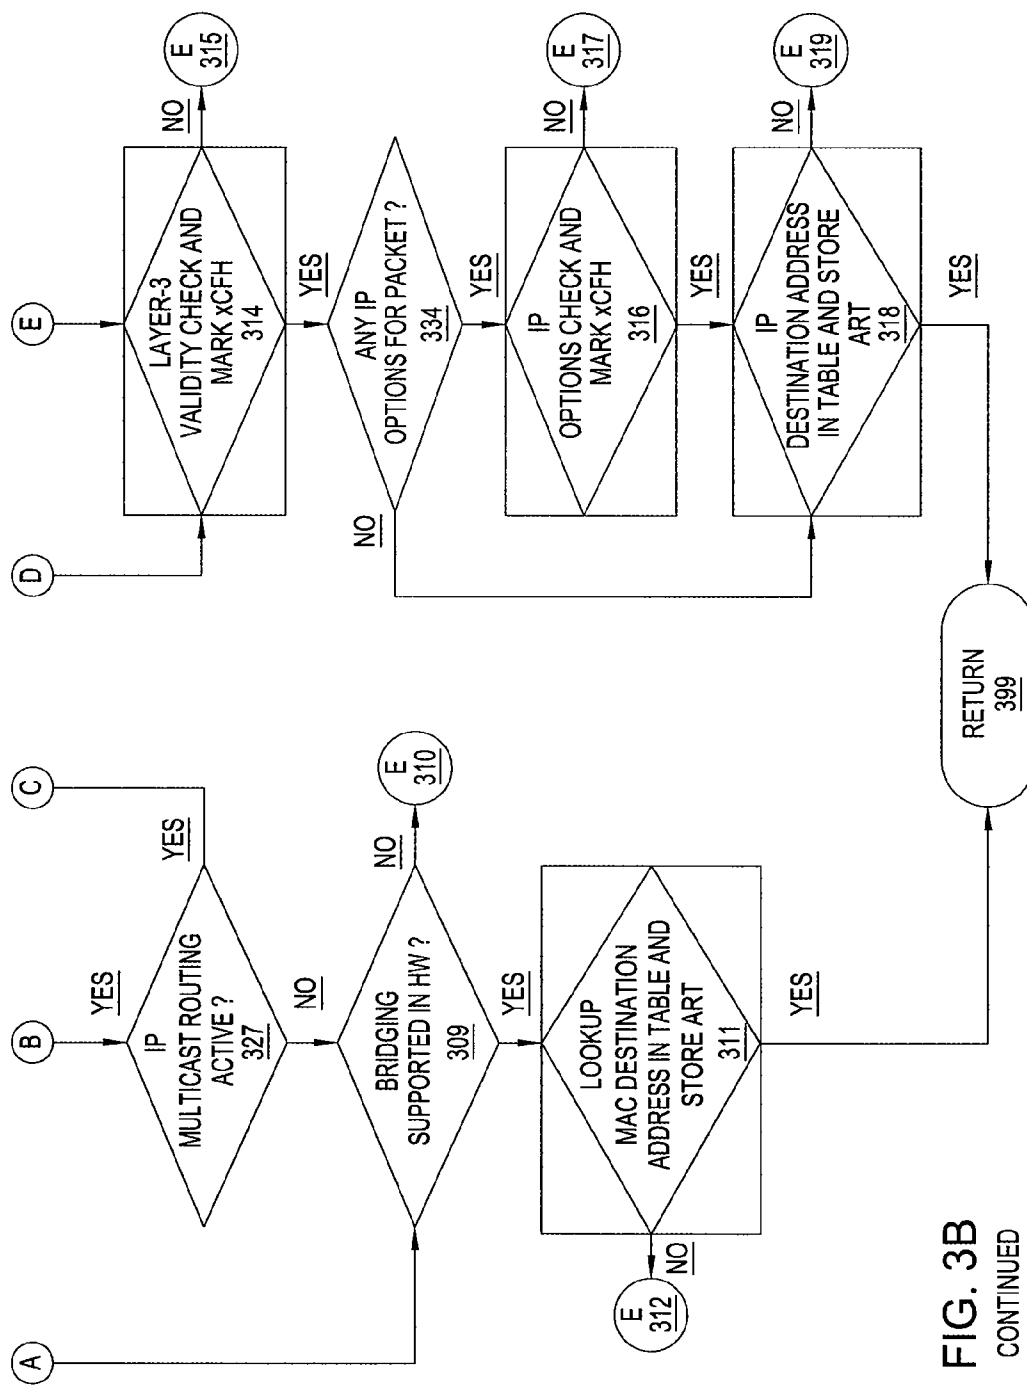 A
B
C
D
E
YES
IP
MULTICAST ROUTING
ACTIVE ?
327
YES
NO
BRIDGING
SUPPORTED IN HW ?
309
NO
E
310
YES
LOOKUP
MAC DESTINATION
ADDRESS IN TABLE AND
STORE ART
311
NO
E
312
YES
LAYER-3
VALIDITY CHECK AND
MARK xCFH
314
NO
E
315
YES
ANY IP
OPTIONS FOR PACKET ?
334
NO
YES
IP
OPTIONS CHECK AND
MARK xCFH
316
NO
E
317
YES
IP
DESTINATION ADDRESS
IN TABLE AND STORE
ART
318
NO
E
319
YES
RETURN
399
FIG. 3B
CONTINUED